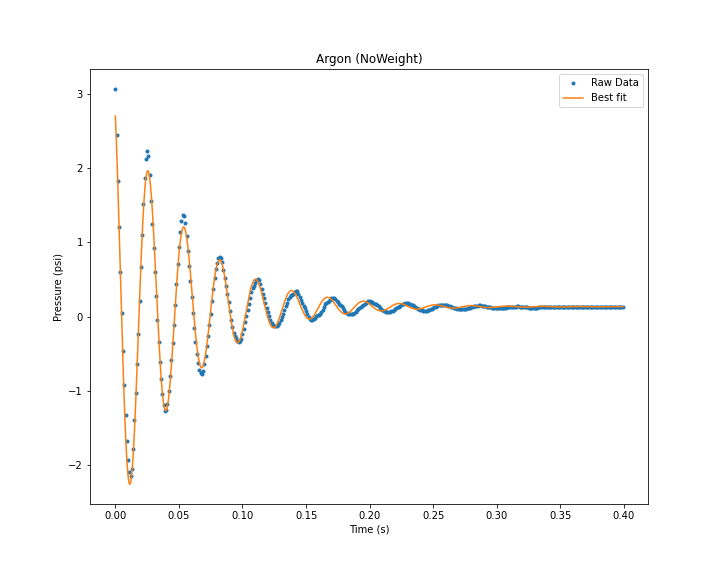 Argon (NoWeight)
Raw Data
Best fit
3
2
1
0
−1
−2
Pressure (psi)
0.00 0.05 0.10 0.15 0.20 0.25 0.30 0.35 0.40
Time (s)